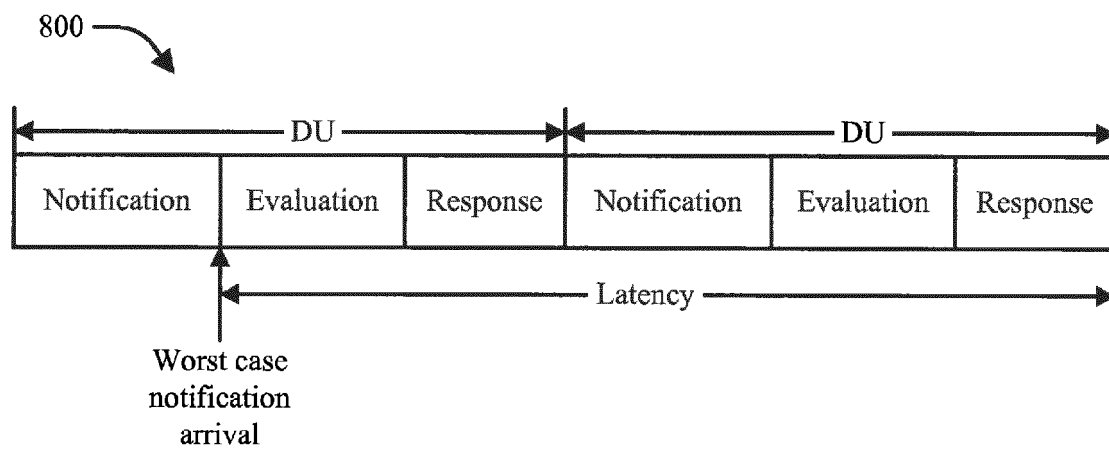 800
DU DU
Notification Evaluation Response Notification Evaluation Response
Latency
Worst case
notification
arrival